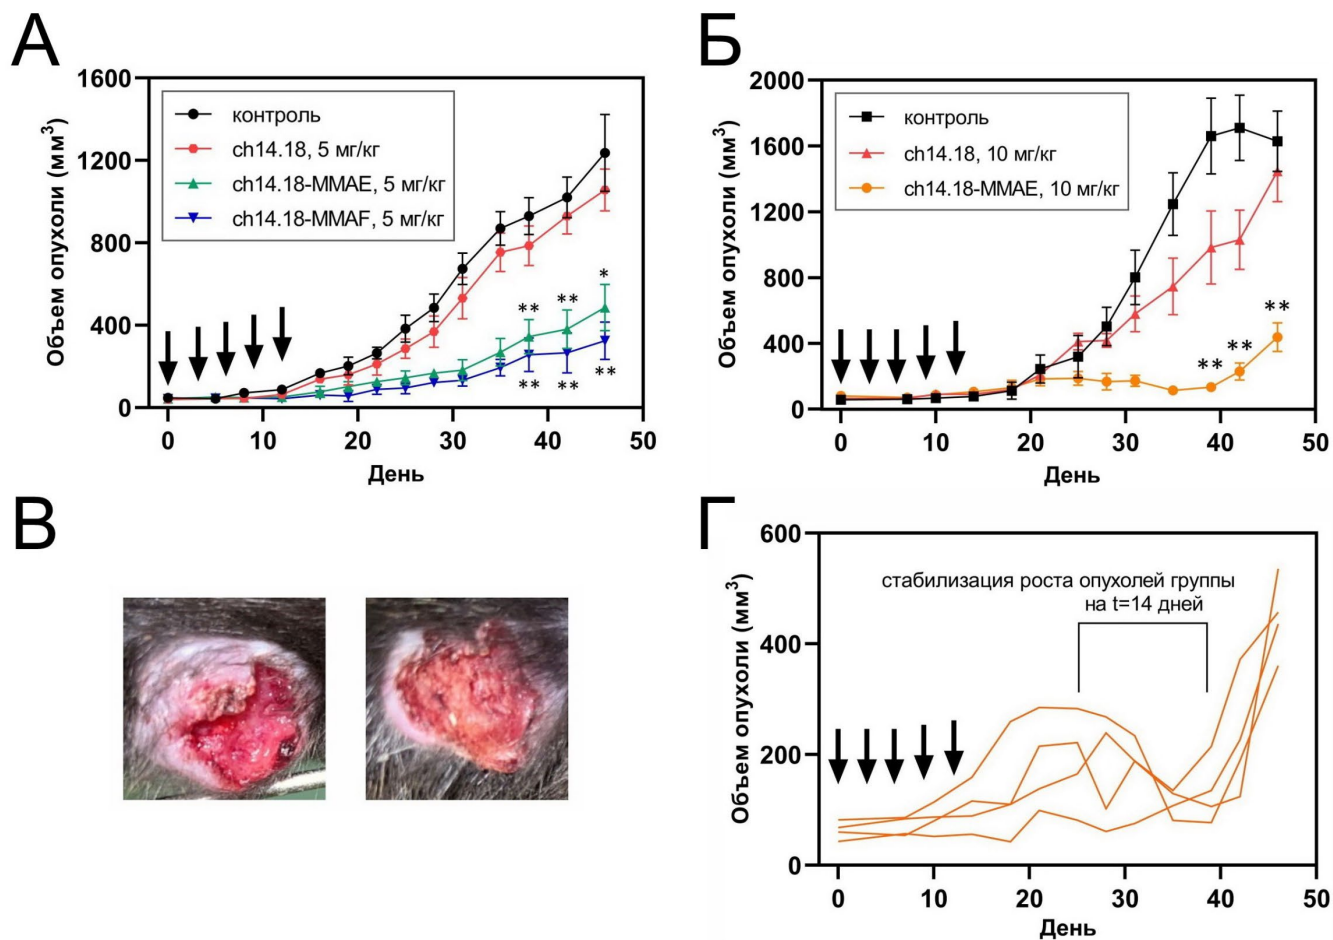 А
Объем опухоли (мм³)
1600
1200
800
400
0
контроль
ch14.18, 5 мг/кг
ch14.18-MMAE, 5 мг/кг
ch14.18-MMAF, 5 мг/кг
** ** *
** ** **
0 10 20 30 40 50
День
Б
Объем опухоли (мм³)
2000
1600
1200
800
400
0
контроль
ch14.18, 10 мг/кг
ch14.18-MMAE, 10 мг/кг
** ** **
0 10 20 30 40 50
День
В
Г
Объем опухоли (мм³)
600
400
200
0
стабилизация роста опухолей группы
на t=14 дней
0 10 20 30 40 50
День